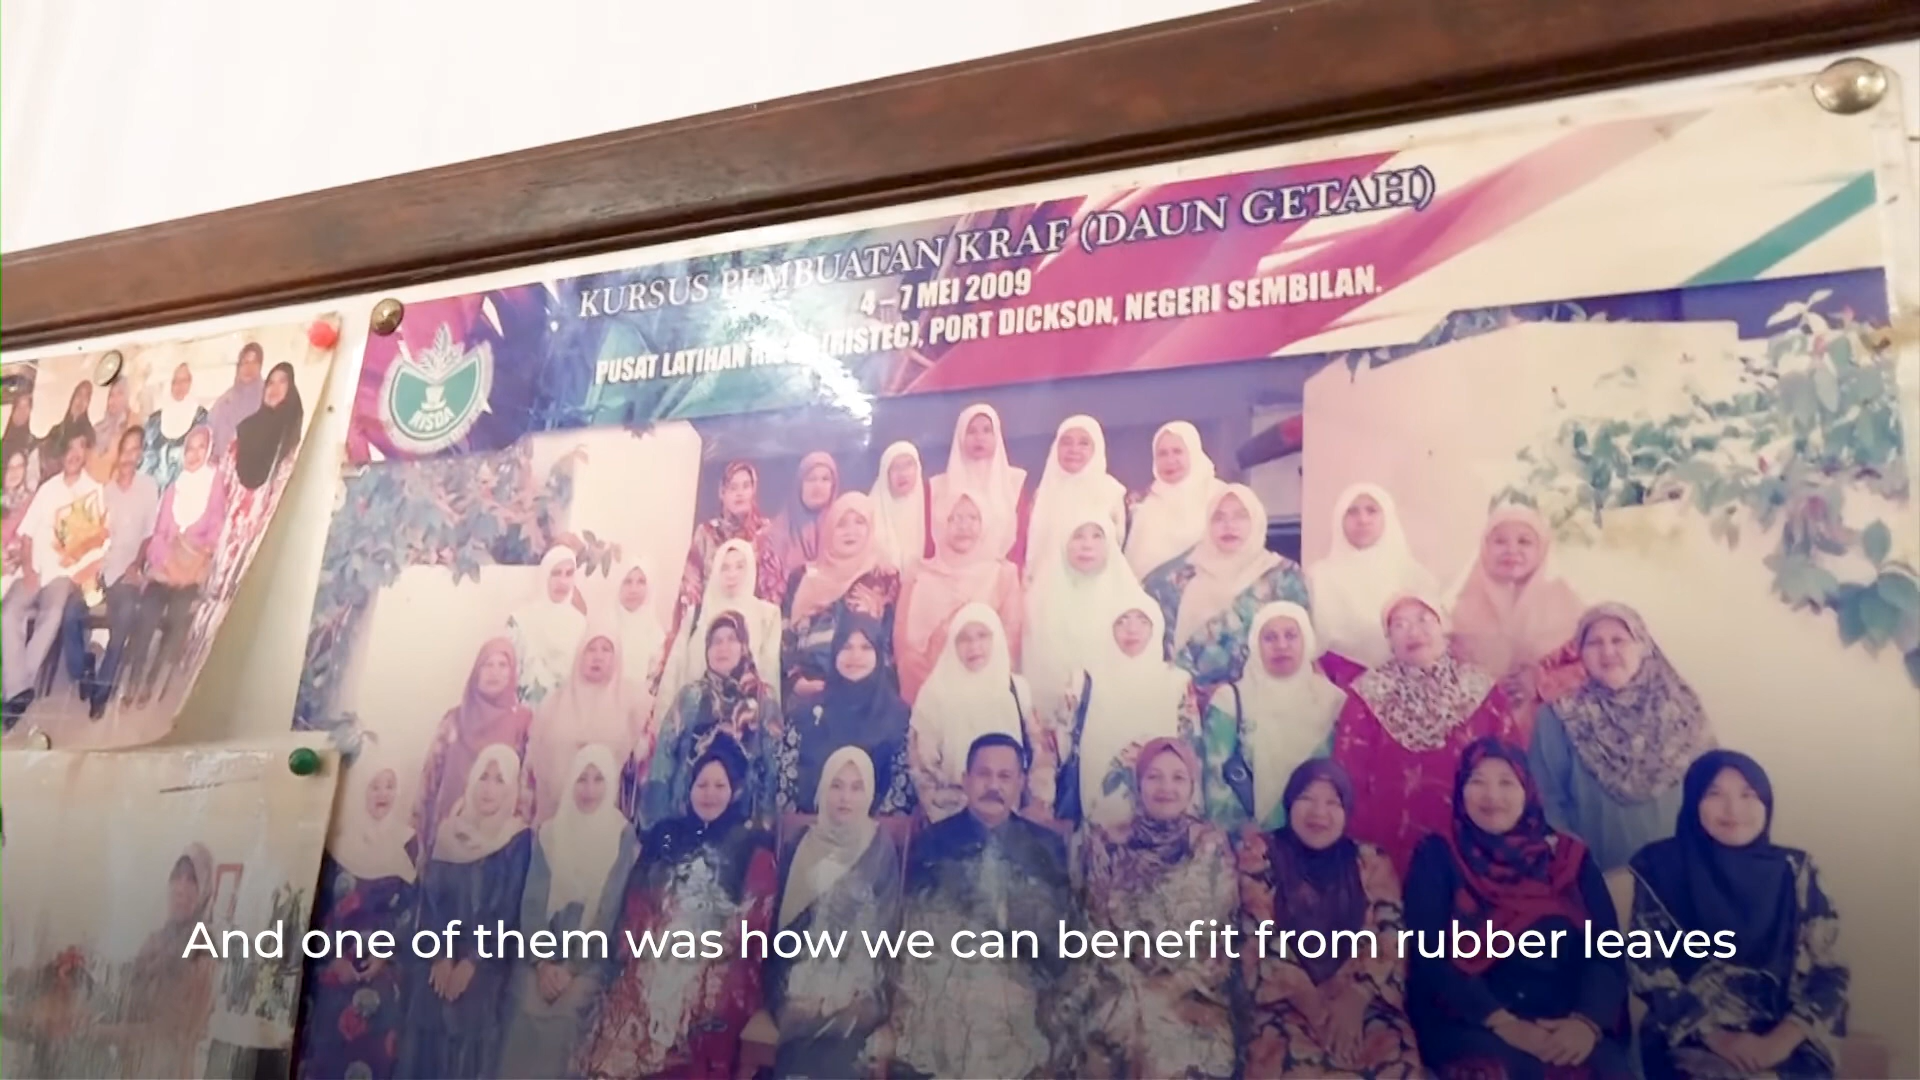 KURSUS PEMBUATAN KRAF (DAUN GETAH)
4 – 7 MEI 2009
PUSAT LATIHAN (RISTEC), PORT DICKSON, NEGERI SEMBILAN.
RISDA
And one of them was how we can benefit from rubber leaves